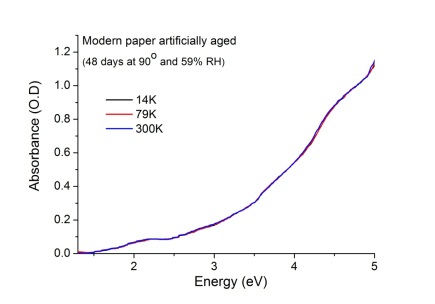 Modern paper artificially aged
(48 days at 90° and 59% RH)
14K
79K
300K
Absorbance (O.D)
1.2
1.0
0.8
0.6
0.4
0.2
0.0
2
3
4
5
Energy (eV)